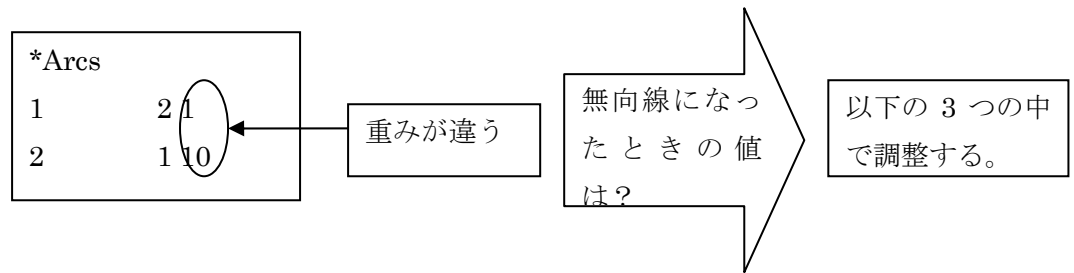 *Arcs
1 2 1
2 1 10
重みが違う
無向線になっ
たときの値
は?
以下の 3 つの中
で調整する。